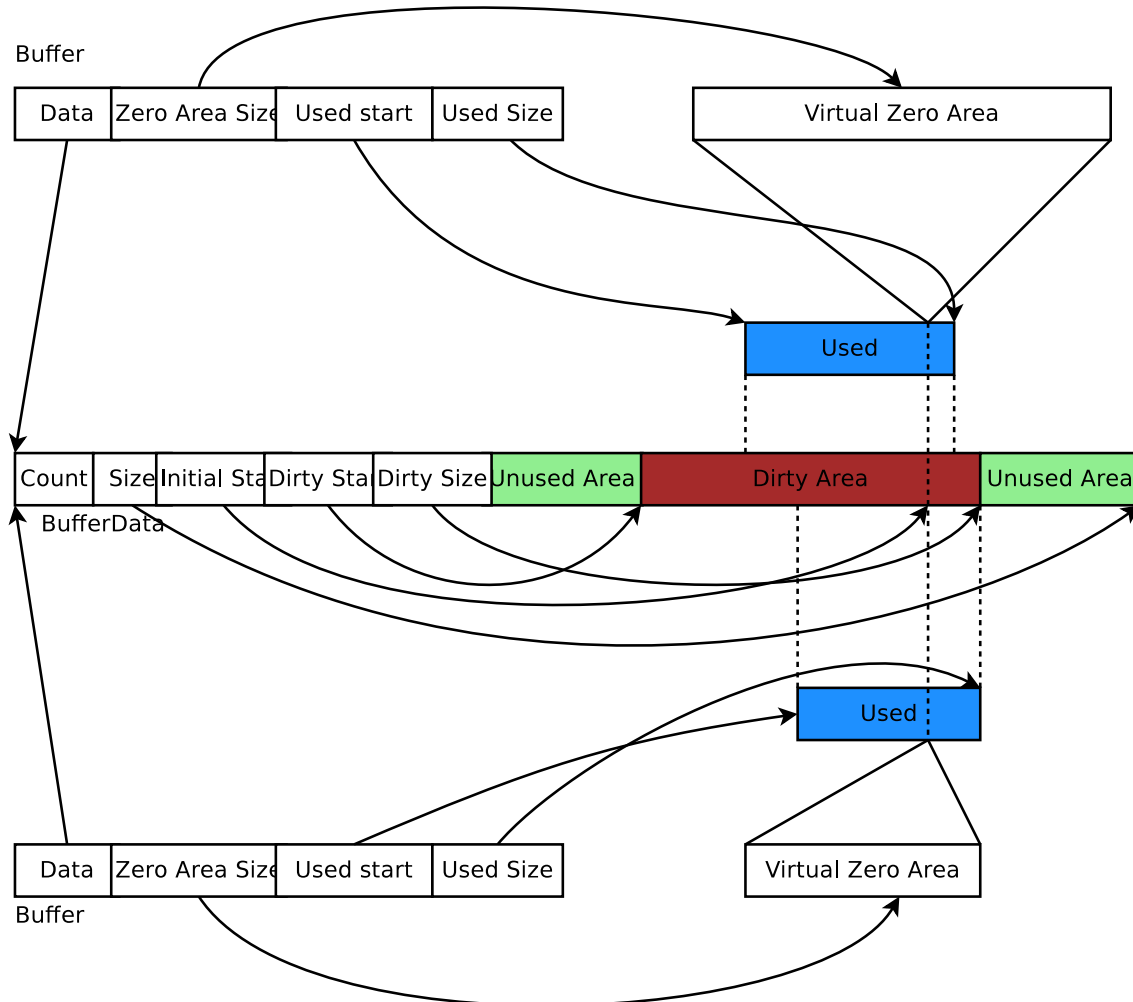 Buffer
Data Zero Area Size Used start Used Size Virtual Zero Area
Used
Count Size Initial Sta Dirty Star Dirty Size Unused Area Dirty Area Unused Area
BufferData
Used
Data Zero Area Size Used start Used Size Virtual Zero Area
Buffer